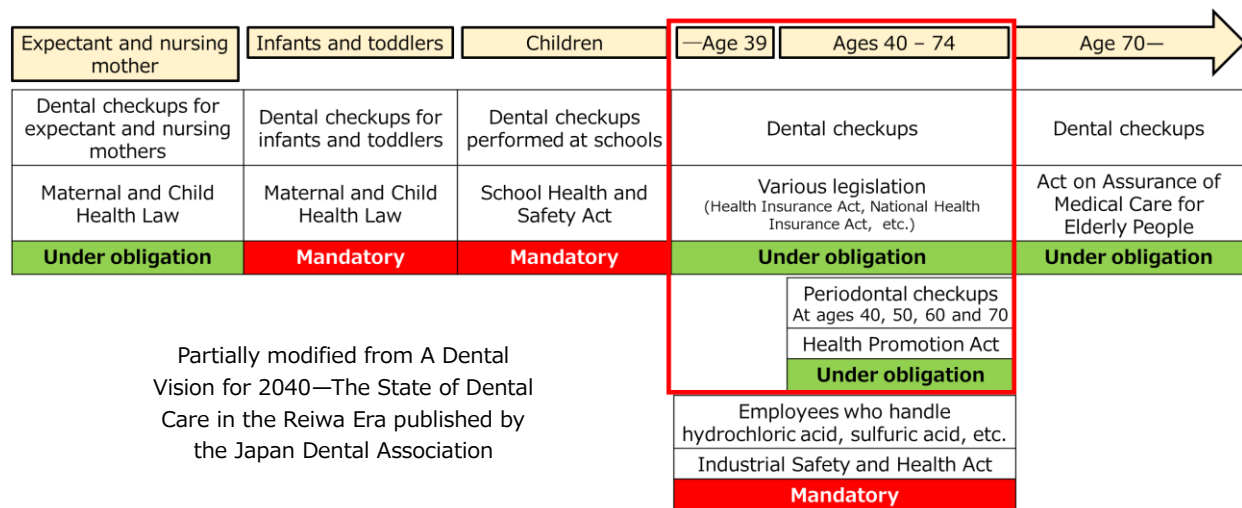 Expectant and nursing
mother
Infants and toddlers
Children
—Age 39
Ages 40 – 74
Age 70—
Dental checkups for
expectant and nursing
mothers
Dental checkups for
infants and toddlers
Dental checkups
performed at schools
Dental checkups
Dental checkups
Maternal and Child
Health Law
Maternal and Child
Health Law
School Health and
Safety Act
Various legislation
(Health Insurance Act, National Health
Insurance Act, etc.)
Act on Assurance of
Medical Care for
Elderly People
Under obligation
Mandatory
Mandatory
Under obligation
Under obligation
Periodontal checkups
At ages 40, 50, 60 and 70
Health Promotion Act
Under obligation
Partially modified from A Dental
Vision for 2040—The State of Dental
Care in the Reiwa Era published by
the Japan Dental Association
Employees who handle
hydrochloric acid, sulfuric acid, etc.
Industrial Safety and Health Act
Mandatory